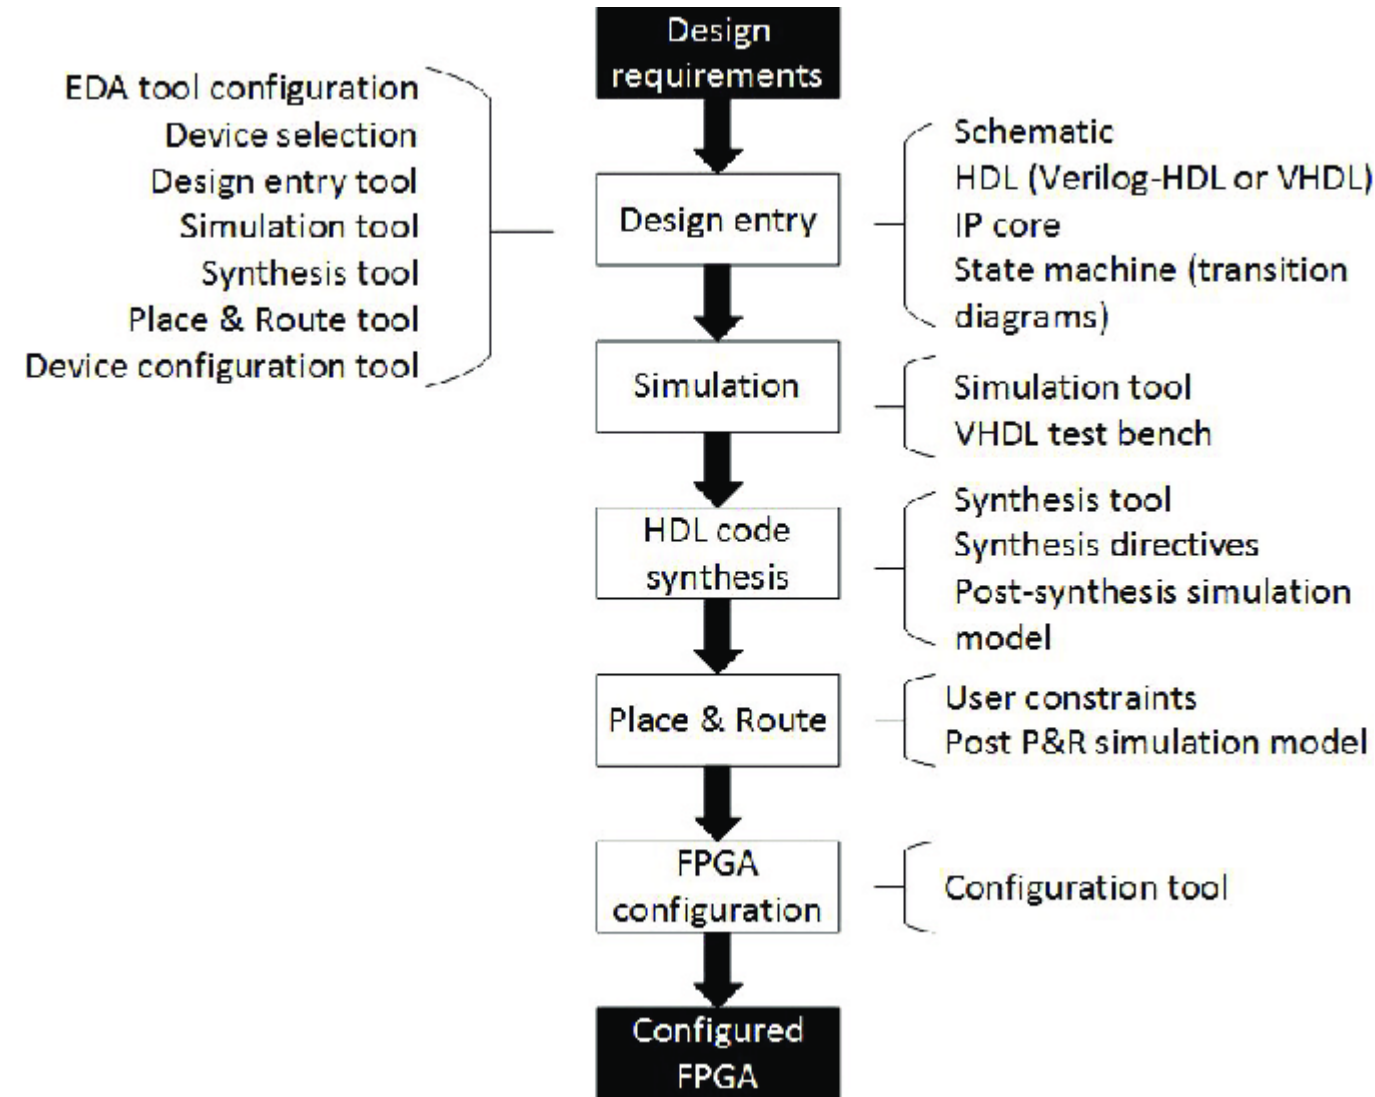 Design
requirements
EDA tool configuration
Device selection
Design entry tool
Simulation tool
Synthesis tool
Place & Route tool
Device configuration tool
Design entry
Schematic
HDL (Verilog-HDL or VHDL)
IP core
State machine (transition
diagrams)
Simulation
Simulation tool
VHDL test bench
HDL code
synthesis
Synthesis tool
Synthesis directives
Post-synthesis simulation
model
Place & Route
User constraints
Post P&R simulation model
FPGA
configuration
Configuration tool
Configured
FPGA